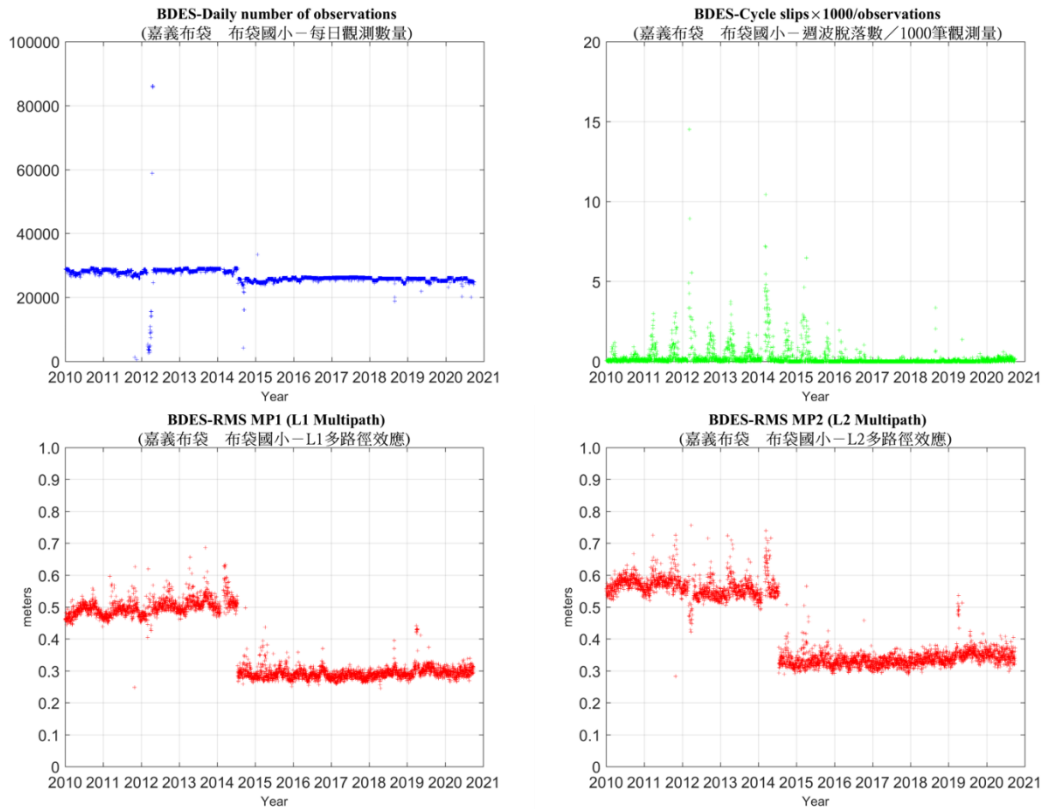 BDES-Daily number of observations
(嘉義布袋　布袋國小－每日觀測數量)
100000
80000
60000
40000
20000
0
2010 2011 2012 2013 2014 2015 2016 2017 2018 2019 2020 2021
Year
BDES-Cycle slips×1000/observations
(嘉義布袋　布袋國小－週波脫落數／1000筆觀測量)
20
15
10
5
0
2010 2011 2012 2013 2014 2015 2016 2017 2018 2019 2020 2021
Year
BDES-RMS MP1 (L1 Multipath)
(嘉義布袋　布袋國小－L1多路徑效應)
1.0
0.9
0.8
0.7
0.6
0.5
0.4
0.3
0.2
0.1
0
meters
2010 2011 2012 2013 2014 2015 2016 2017 2018 2019 2020 2021
Year
BDES-RMS MP2 (L2 Multipath)
(嘉義布袋　布袋國小－L2多路徑效應)
1.0
0.9
0.8
0.7
0.6
0.5
0.4
0.3
0.2
0.1
0
meters
2010 2011 2012 2013 2014 2015 2016 2017 2018 2019 2020 2021
Year